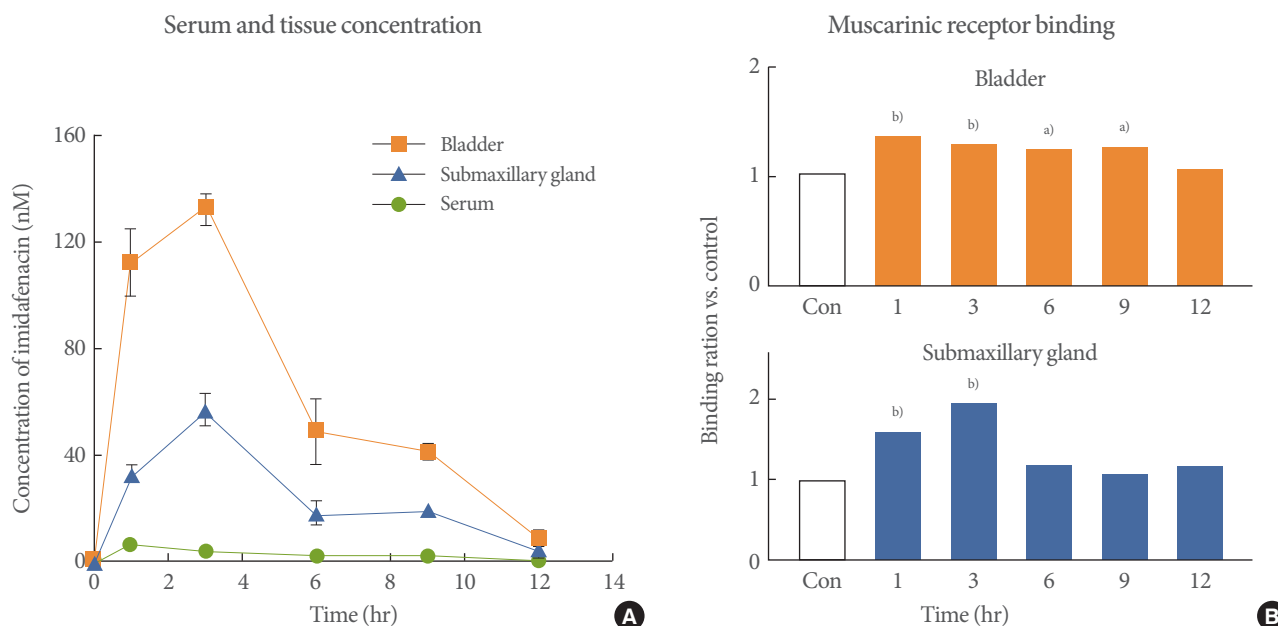 Serum and tissue concentration
160
120
80
40
0
Concentration of imidafenacin (nM)
Bladder
Submaxillary gland
Serum
0 2 4 6 8 10 12 14
Time (hr)
A
Muscarinic receptor binding
Binding ration vs. control
2
1
0
Bladder
b) b) a) a)
Con 1 3 6 9 12
Submaxillary gland
2
1
0
b) b)
Con 1 3 6 9 12
Time (hr)
B